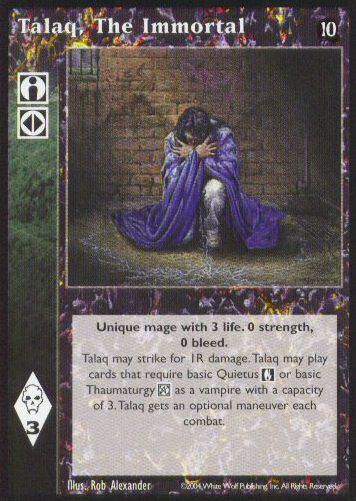 Talaq, The Immortal 10
Unique mage with 3 life. 0 strength,
0 bleed.
Talaq may strike for 1R damage. Talaq may play
cards that require basic Quietus or basic
Thaumaturgy as a vampire with a capacity
of 3. Talaq gets an optional maneuver each
combat.
3
Illus. Rob Alexander ©2004 White Wolf Publishing, Inc. All Rights Reserved.